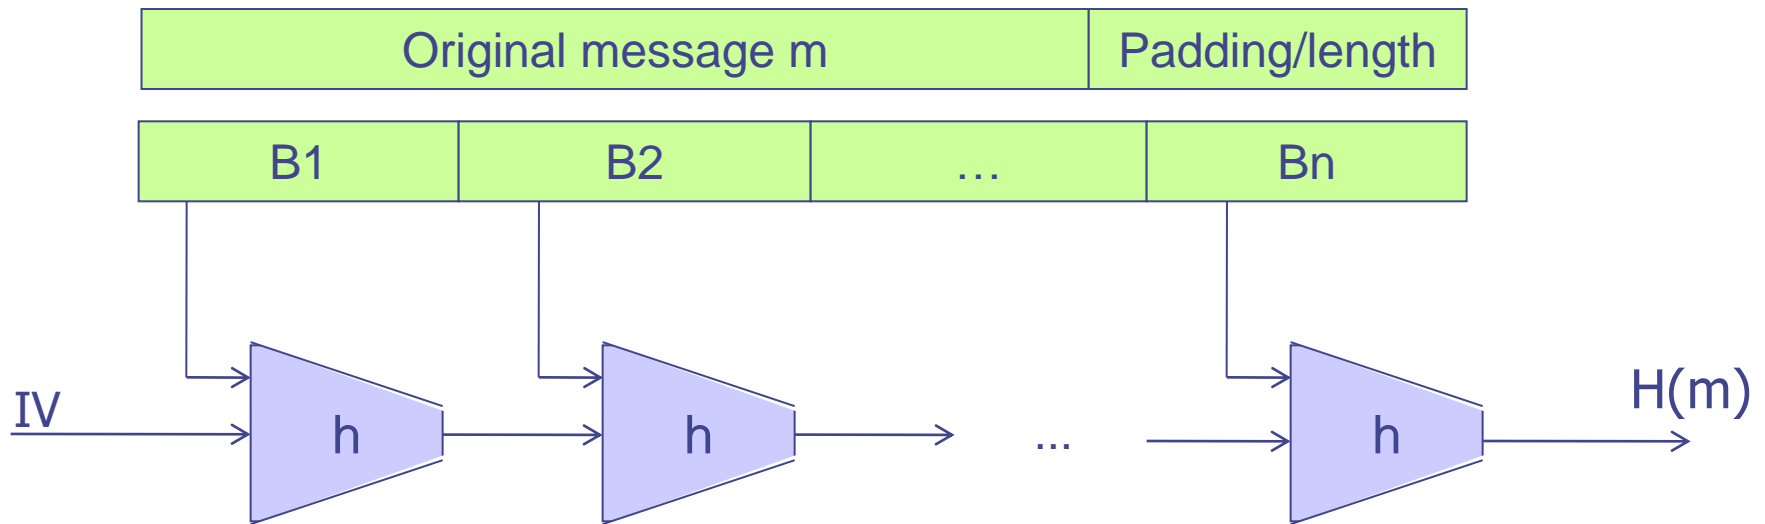 Original message m
Padding/length
B1
B2
…
Bn
IV
h
h
...
h
H(m)